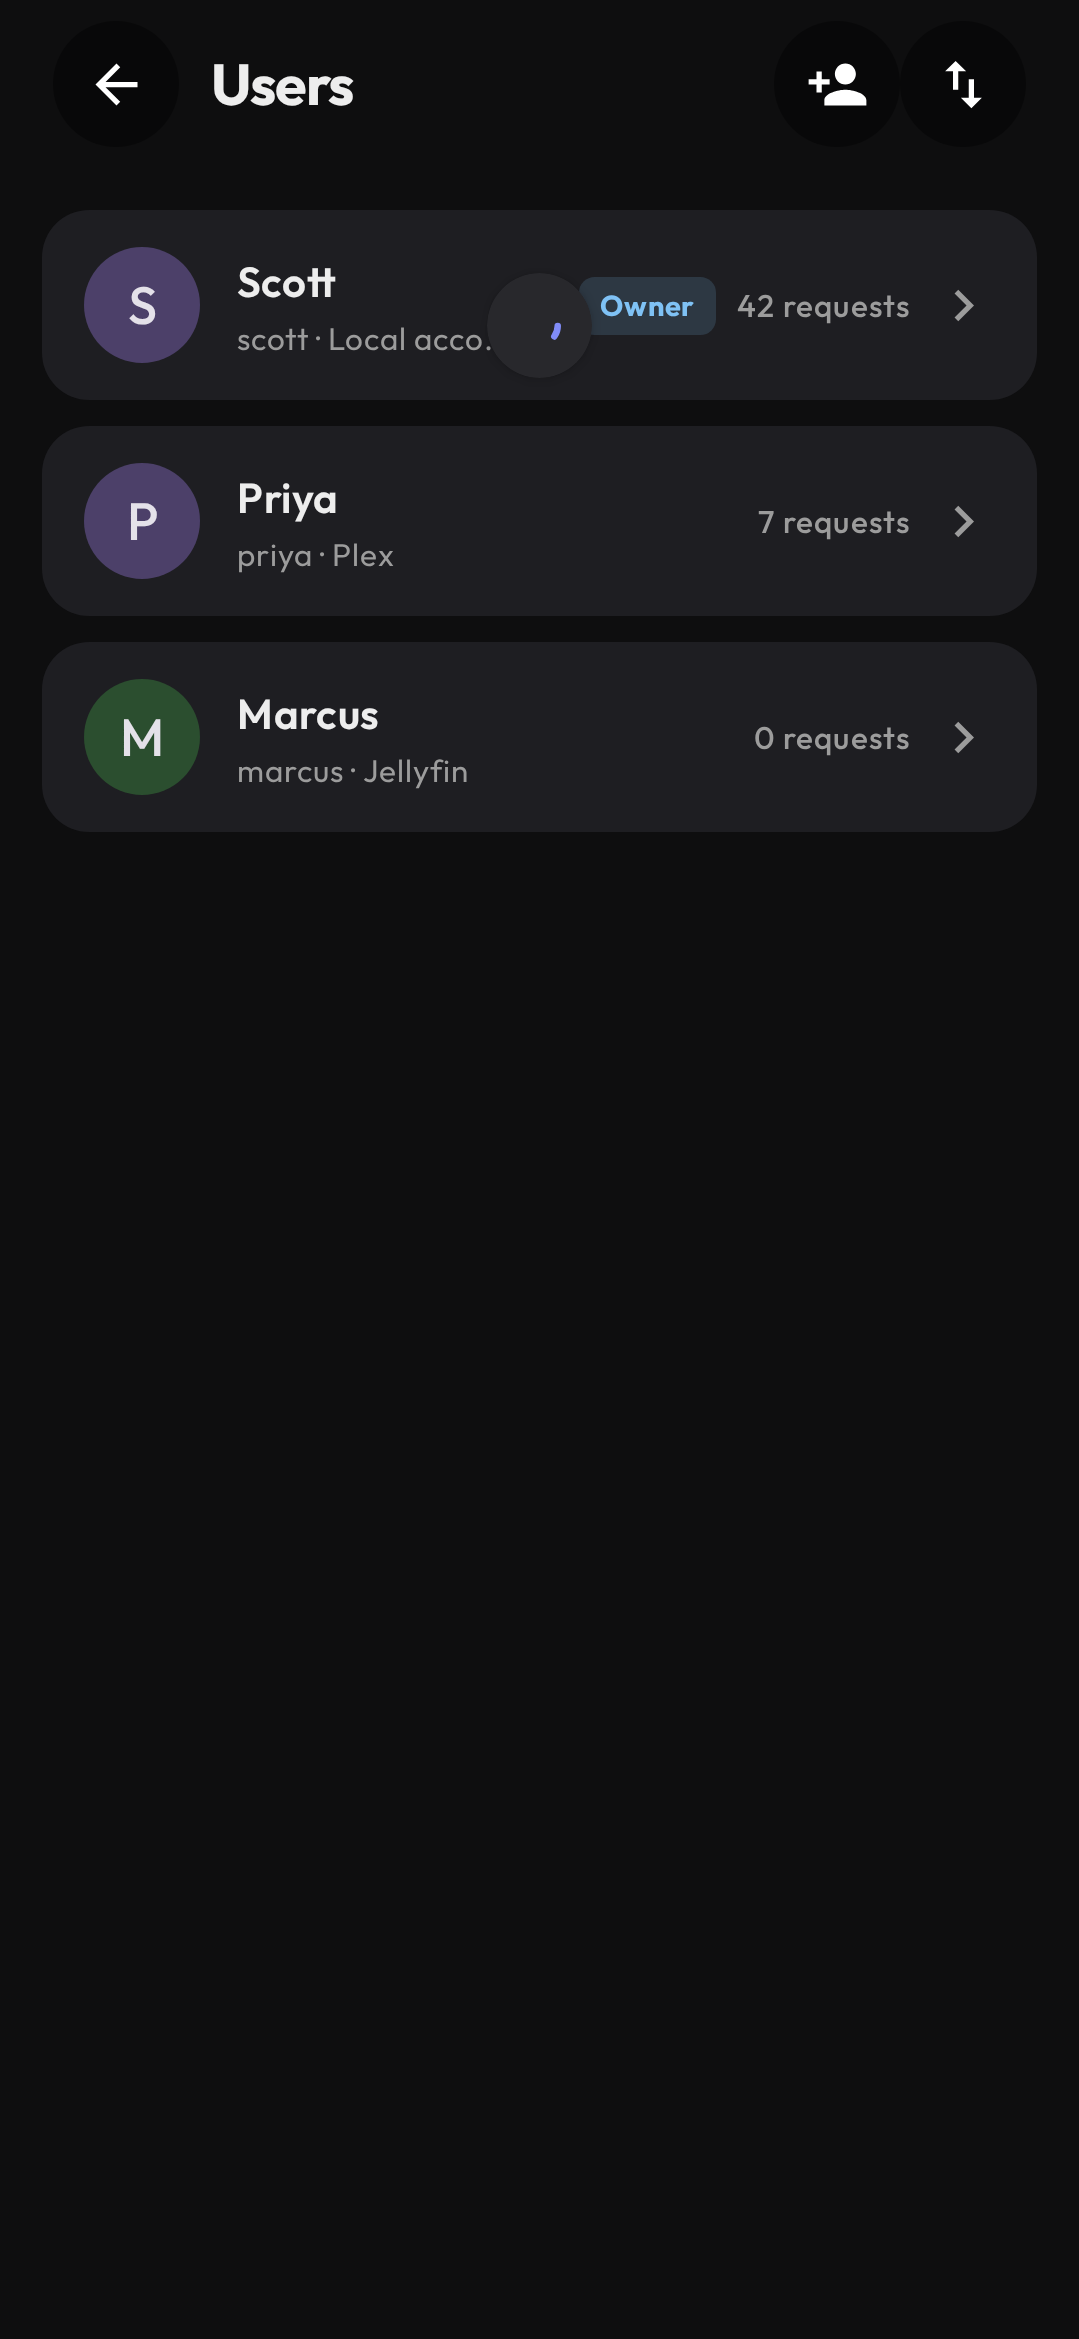 Users
S
Scott
scott · Local acco.
Owner
42 requests
P
Priya
priya · Plex
7 requests
M
Marcus
marcus · Jellyfin
0 requests